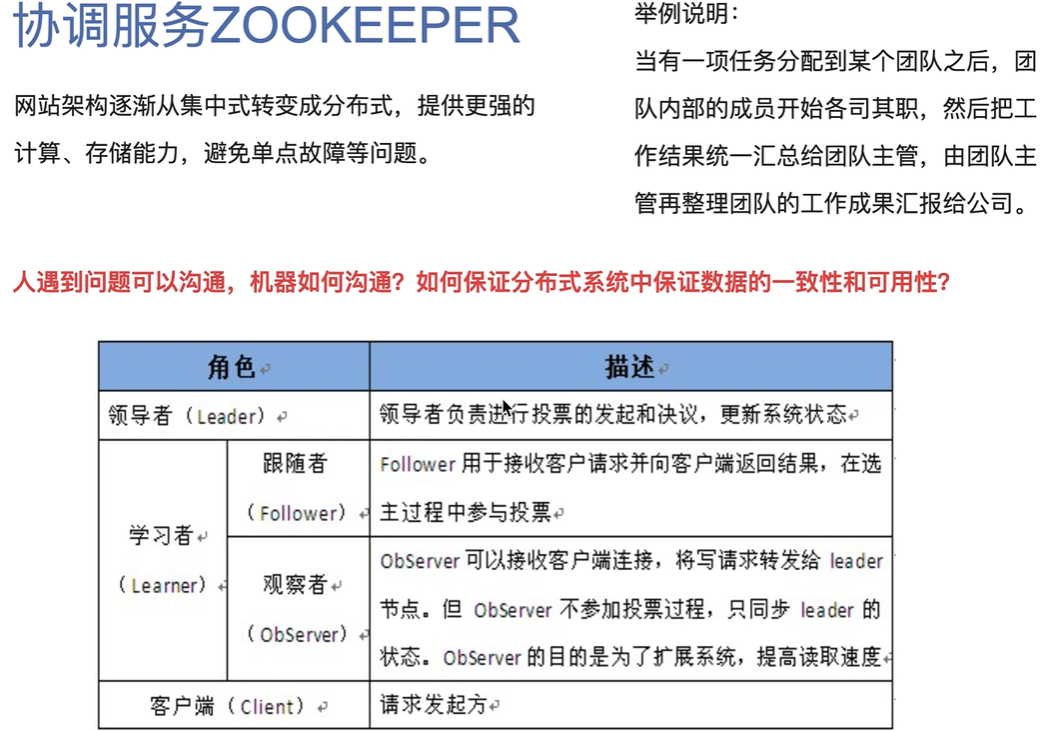 协调服务ZOOKEEPER
网站架构逐渐从集中式转变成分布式，提供更强的
计算、存储能力，避免单点故障等问题。
举例说明：
当有一项任务分配到某个团队之后，团
队内部的成员开始各司其职，然后把工
作结果统一汇总给团队主管，由团队主
管再整理团队的工作成果汇报给公司。
人遇到问题可以沟通，机器如何沟通？如何保证分布式系统中保证数据的一致性和可用性？
角色 描述
领导者（Leader） 领导者负责进行投票的发起和决议，更新系统状态
学习者
（Learner）
跟随者
（Follower）
Follower 用于接收客户请求并向客户端返回结果，在选
主过程中参与投票
观察者
（ObServer）
ObServer 可以接收客户端连接，将写请求转发给 leader
节点。但 ObServer 不参加投票过程，只同步 leader 的
状态。ObServer 的目的是为了扩展系统，提高读取速度
客户端（Client） 请求发起方